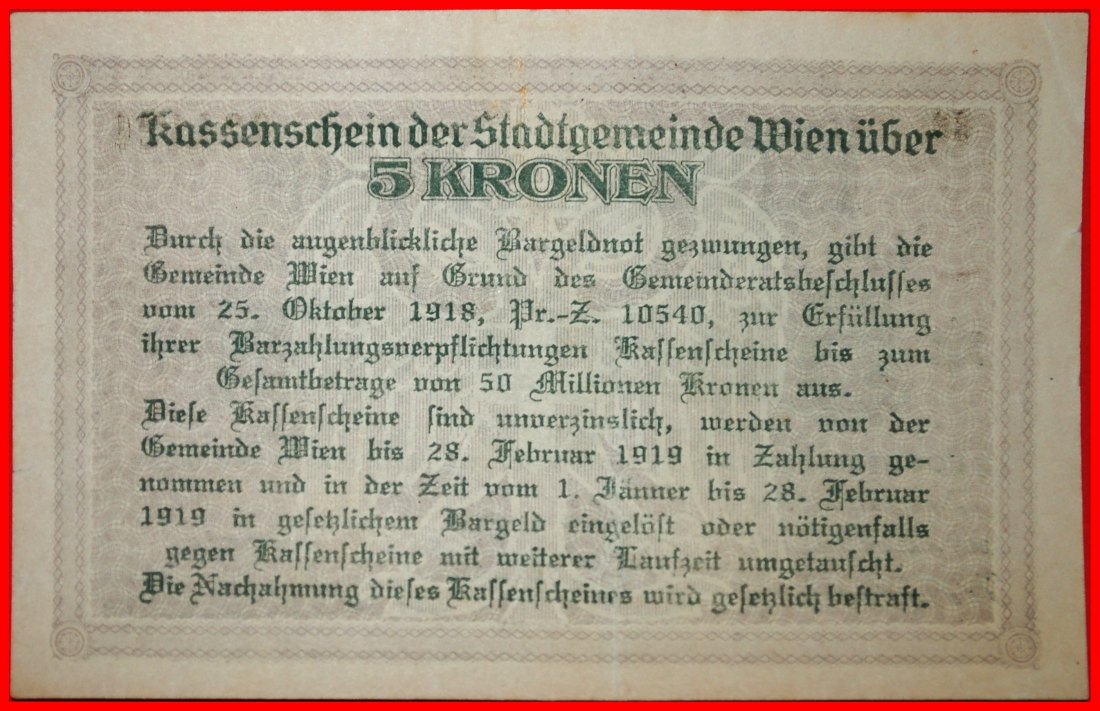 Kassenschein der Stadtgemeinde Wien über
5 KRONEN
Durch die augenblickliche Bargeldnot gezwungen, gibt die
Gemeinde Wien auf Grund des Gemeinderatsbeschlusses
vom 25. Oktober 1918, Pr.-Z. 10540, zur Erfüllung
ihrer Barzahlungsverpflichtungen Kassenscheine bis zum
Gesamtbetrage von 50 Millionen Kronen aus.
Diese Kassenscheine sind unverzinslich, werden von der
Gemeinde Wien bis 28. Februar 1919 in Zahlung ge-
nommen und in der Zeit vom 1. Jänner bis 28. Februar
1919 in gesetzlichem Bargeld eingelöst oder nötigenfalls
gegen Kassenscheine mit weiterer Laufzeit umgetauscht.
Die Nachahmung dieses Kassenscheines wird gesetzlich bestraft.